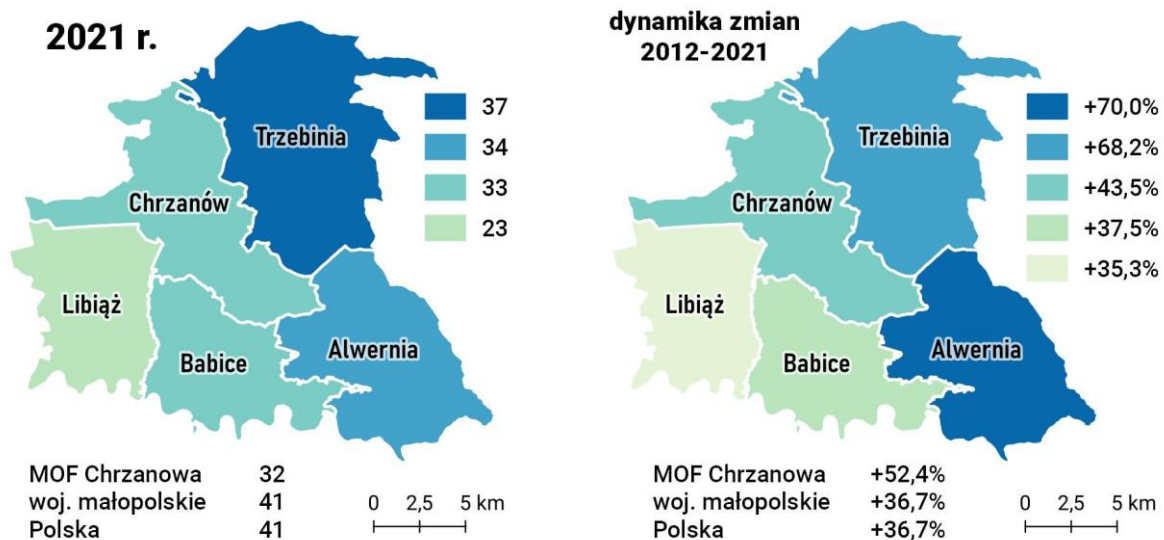 2021 r.
37
34
33
23
Trzebinia
Chrzanów
Libiąż
Babice
Alwernia
MOF Chrzanowa 32
woj. małopolskie 41
Polska 41
0 2,5 5 km
dynamika zmian
2012-2021
+70,0%
+68,2%
+43,5%
+37,5%
+35,3%
Trzebinia
Chrzanów
Libiąż
Babice
Alwernia
MOF Chrzanowa +52,4%
woj. małopolskie +36,7%
Polska +36,7%
0 2,5 5 km